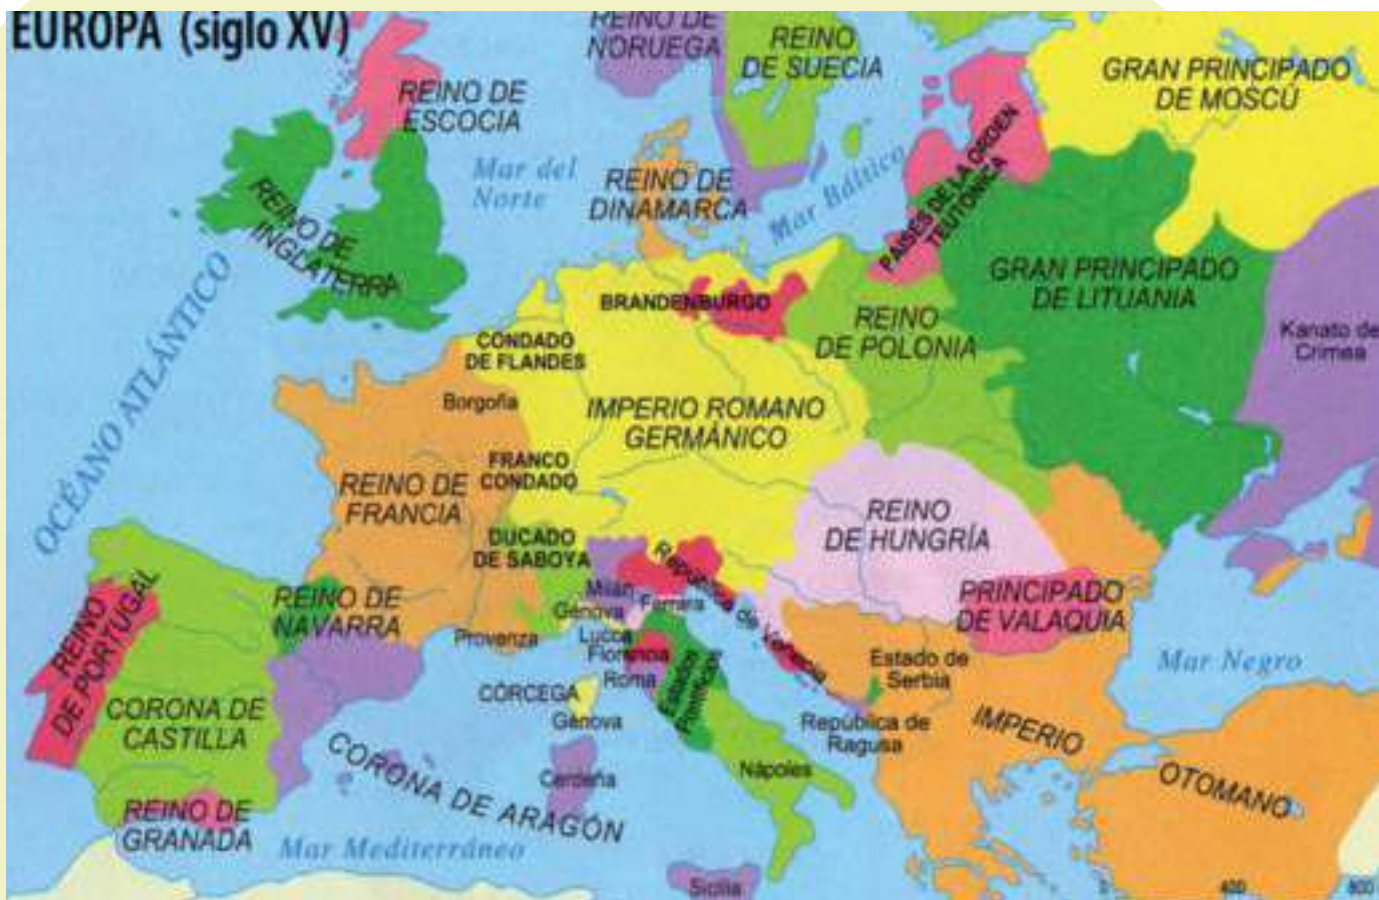 EUROPA (siglo XV)
REINO DE
NORUEGA
REINO
DE SUECIA
GRAN PRINCIPADO
DE MOSCÚ
REINO DE
ESCOCIA
Mar del
Norte
REINO DE
DINAMARCA
Mar Báltico
PAÍSES DE LA ORDEN
TEUTÓNICA
REINO DE
INGLATERRA
GRAN PRINCIPADO
DE LITUANIA
OCÉANO ATLÁNTICO
BRANDENBURGO
REINO
DE POLONIA
Kanato de
Crimea
CONDADO
DE FLANDES
Borgoña
IMPERIO ROMANO
GERMÁNICO
FRANCO
CONDADO
REINO DE
FRANCIA
REINO
DE HUNGRÍA
DUCADO
DE SABOYA
República de Venecia
Milán
Génova
Ferrara
REINO DE
NAVARRA
PRINCIPADO
DE VALAQUIA
REINO
DE PORTUGAL
Provenza
Lucca
Florencia
Roma
Estados
Pontificios
Estado de
Serbia
Mar Negro
CÓRCEGA
Génova
CORONA DE
CASTILLA
República de
Ragusa
IMPERIO
OTOMANO
CORONA DE ARAGÓN
Cerdeña
Nápoles
REINO DE
GRANADA
Mar Mediterráneo
Sicilia
0 400 800